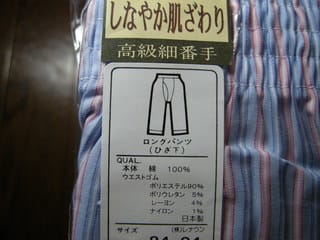 しなやか肌ざわり
高級細番手
ロングパンツ
(ひざ下)
QUAL.
本体 綿 100%
ウエストゴム
ポリエステル90%
ポリウレタン 5%
レーヨン 4%
ナイロン 1%
日本製
サイズ (株)レナウン